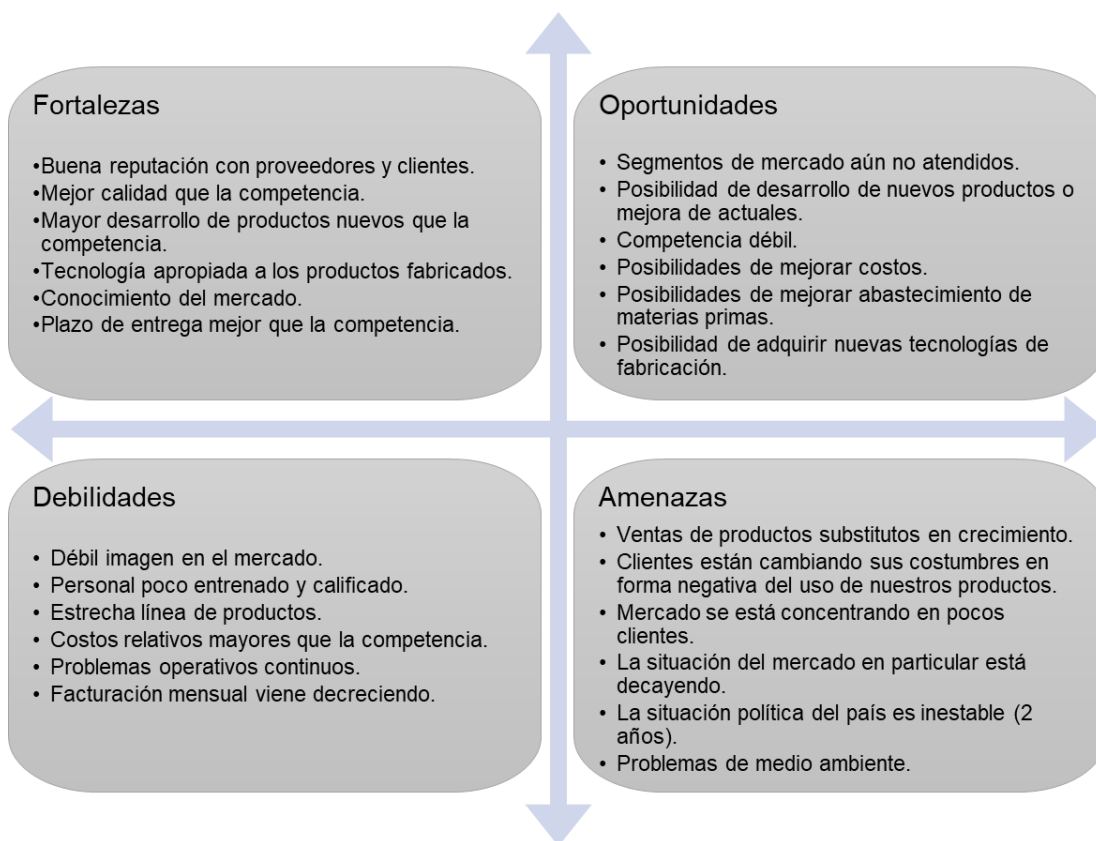 Fortalezas
•Buena reputación con proveedores y clientes.
•Mejor calidad que la competencia.
•Mayor desarrollo de productos nuevos que la
competencia.
•Tecnología apropiada a los productos fabricados.
•Conocimiento del mercado.
•Plazo de entrega mejor que la competencia.
Oportunidades
• Segmentos de mercado aún no atendidos.
• Posibilidad de desarrollo de nuevos productos o
mejora de actuales.
• Competencia débil.
• Posibilidades de mejorar costos.
• Posibilidades de mejorar abastecimiento de
materias primas.
• Posibilidad de adquirir nuevas tecnologías de
fabricación.
Debilidades
• Débil imagen en el mercado.
• Personal poco entrenado y calificado.
• Estrecha línea de productos.
• Costos relativos mayores que la competencia.
• Problemas operativos continuos.
• Facturación mensual viene decreciendo.
Amenazas
• Ventas de productos substitutos en crecimiento.
• Clientes están cambiando sus costumbres en
forma negativa del uso de nuestros productos.
• Mercado se está concentrando en pocos
clientes.
• La situación del mercado en particular está
decayendo.
• La situación política del país es inestable (2
años).
• Problemas de medio ambiente.